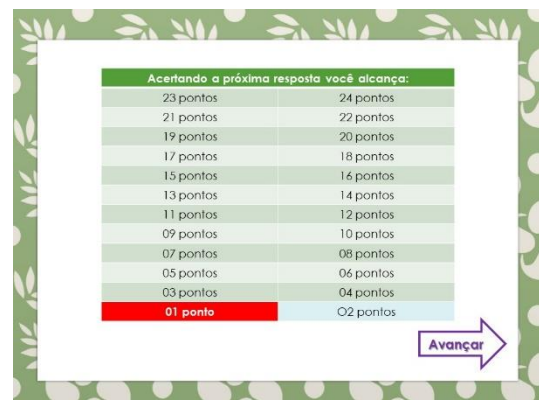 Acertando a próxima resposta você alcança:
23 pontos 24 pontos
21 pontos 22 pontos
19 pontos 20 pontos
17 pontos 18 pontos
15 pontos 16 pontos
13 pontos 14 pontos
11 pontos 12 pontos
09 pontos 10 pontos
07 pontos 08 pontos
05 pontos 06 pontos
03 pontos 04 pontos
01 ponto O2 pontos
Avançar